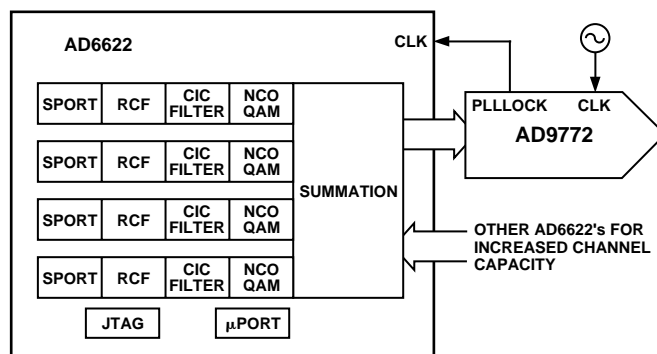 AD6622
CLK
SPORT RCF CIC FILTER NCO QAM
SPORT RCF CIC FILTER NCO QAM
SPORT RCF CIC FILTER NCO QAM
SPORT RCF CIC FILTER NCO QAM
SUMMATION
JTAG
µPORT
PLLLOCK CLK
AD9772
OTHER AD6622's FOR
INCREASED CHANNEL
CAPACITY